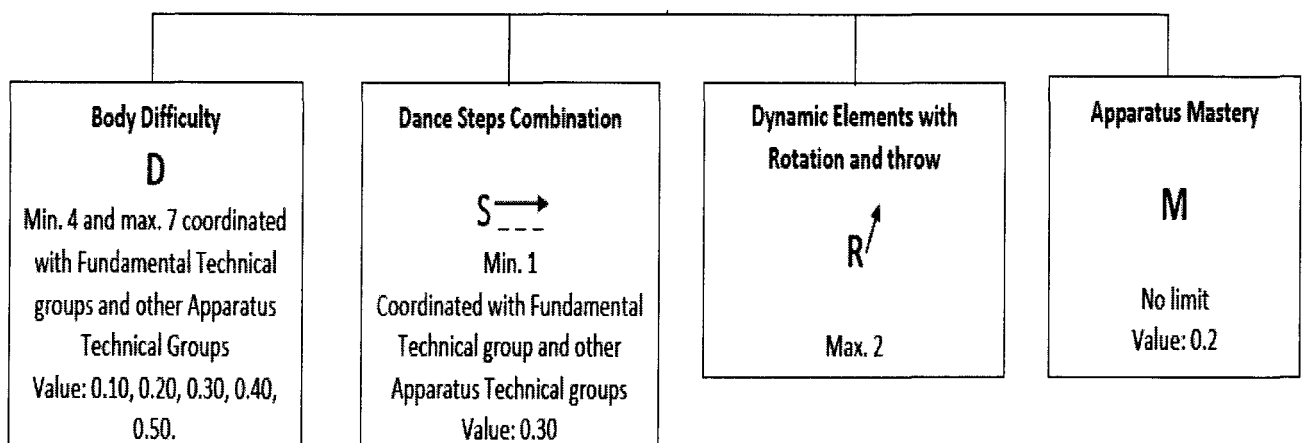 Body Difficulty
D
Min. 4 and max. 7 coordinated
with Fundamental Technical
groups and other Apparatus
Technical Groups
Value: 0.10, 0.20, 0.30, 0.40,
0.50.
Dance Steps Combination
S
Min. 1
Coordinated with Fundamental
Technical group and other
Apparatus Technical groups
Value: 0.30
Dynamic Elements with
Rotation and throw
R
Max. 2
Apparatus Mastery
M
No limit
Value: 0.2